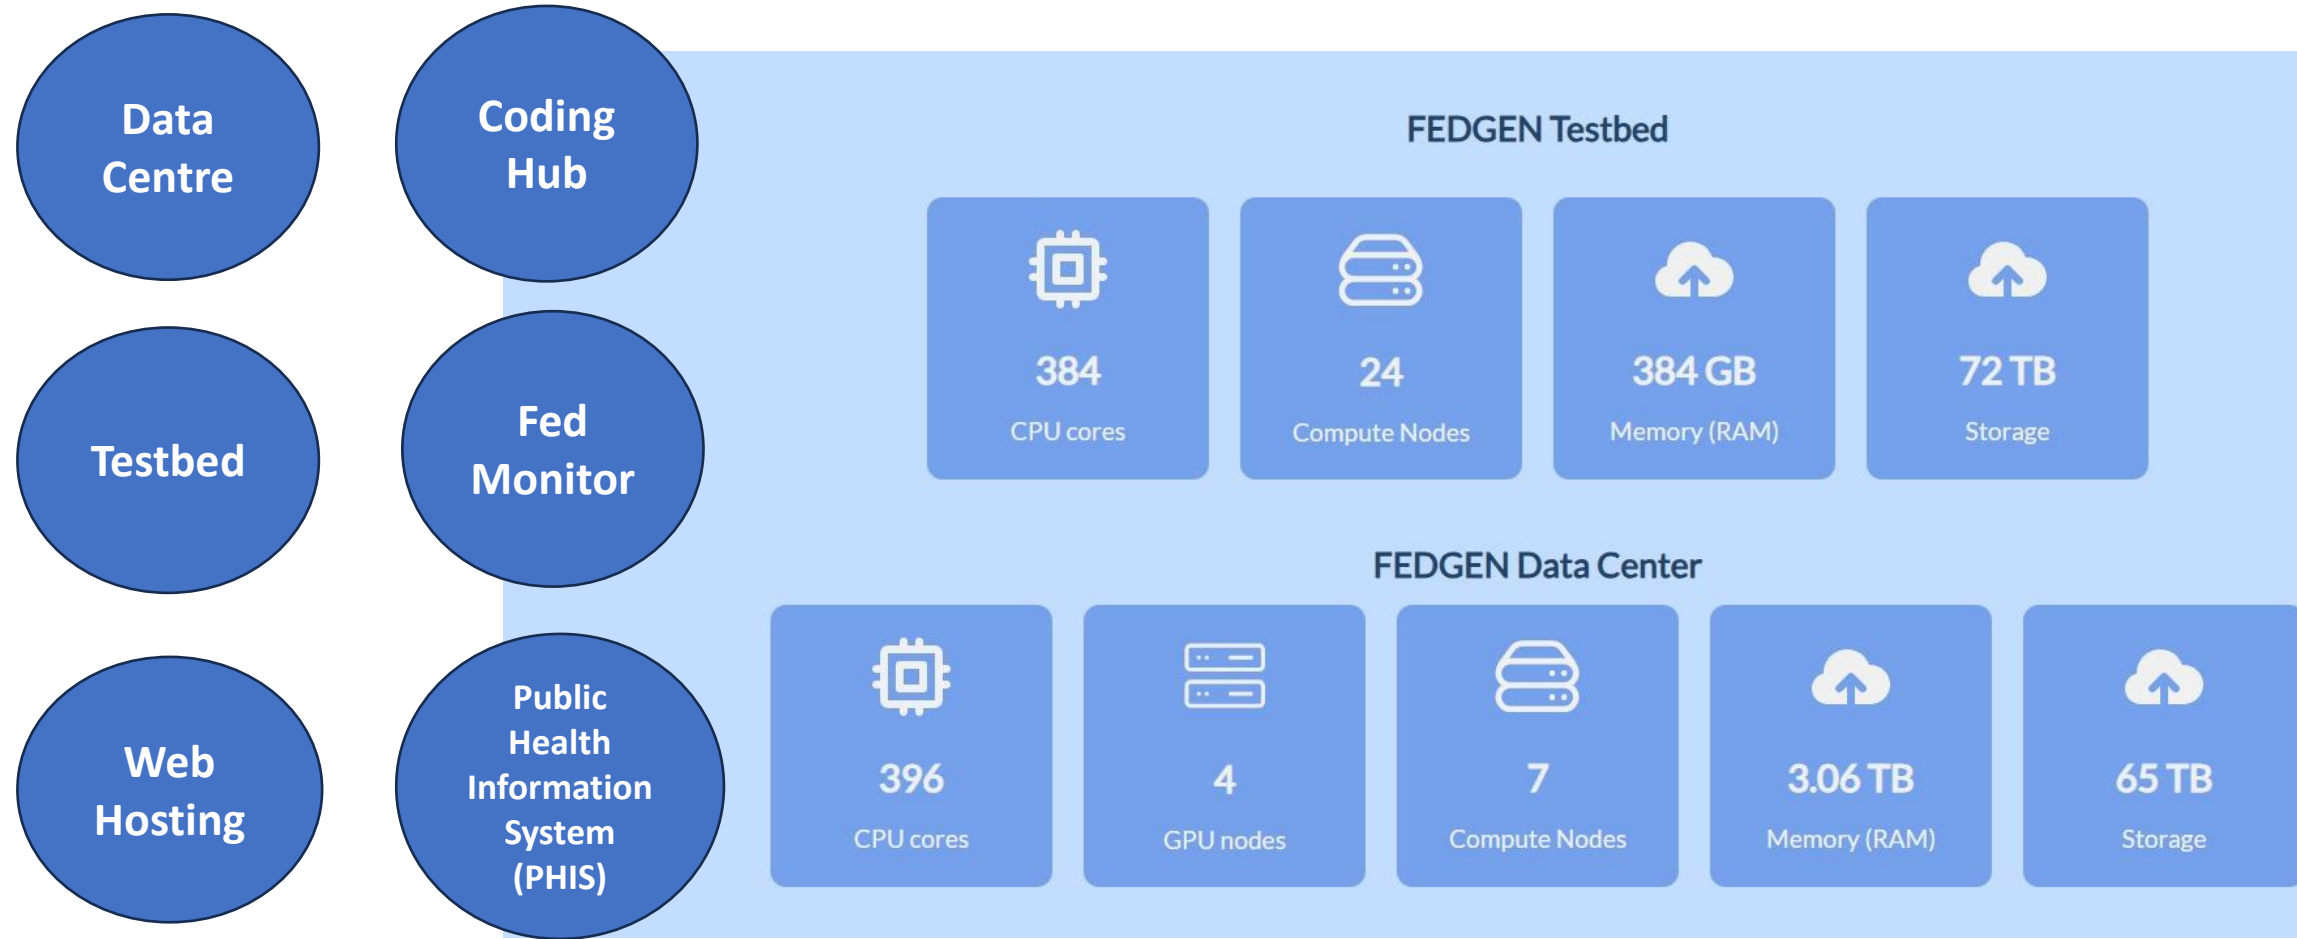 Data
Centre
Coding
Hub
Testbed
Fed
Monitor
Web
Hosting
Public
Health
Information
System
(PHIS)
FEDGEN Testbed
384
CPU cores
24
Compute Nodes
384 GB
Memory (RAM)
72 TB
Storage
FEDGEN Data Center
396
CPU cores
4
GPU nodes
7
Compute Nodes
3.06 TB
Memory (RAM)
65 TB
Storage